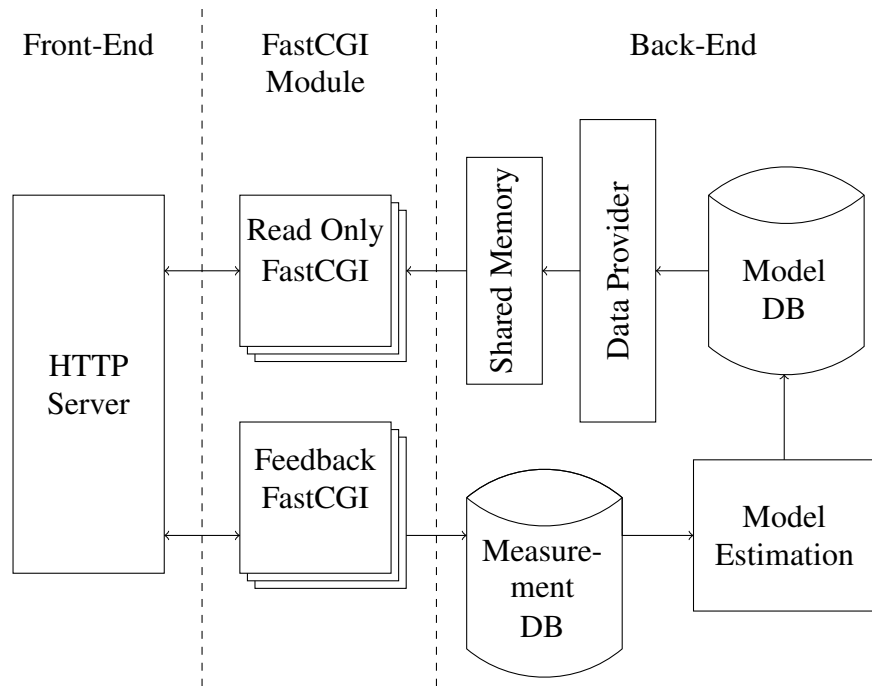 Front-End
FastCGI
Module
Back-End
HTTP
Server
Read Only
FastCGI
Shared Memory
Data Provider
Model
DB
Feedback
FastCGI
Measure-
ment
DB
Model
Estimation